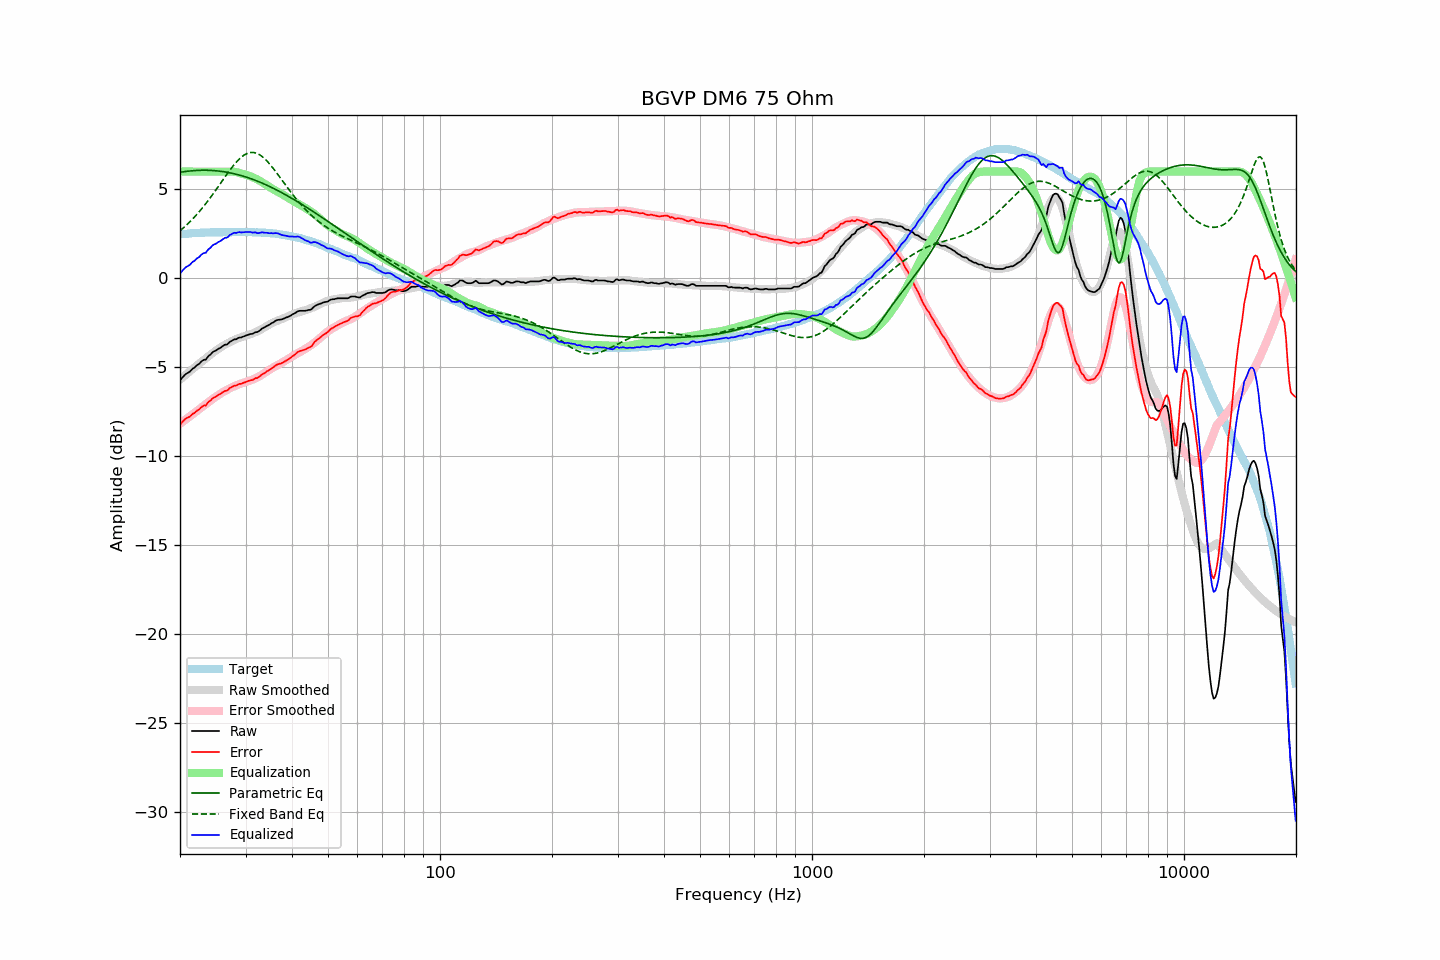 BGVP DM6 75 Ohm
Amplitude (dBr)
5
0
−5
−10
−15
−20
−25
−30
Target
Raw Smoothed
Error Smoothed
Raw
Error
Equalization
Parametric Eq
Fixed Band Eq
Equalized
100
1000
10000
Frequency (Hz)